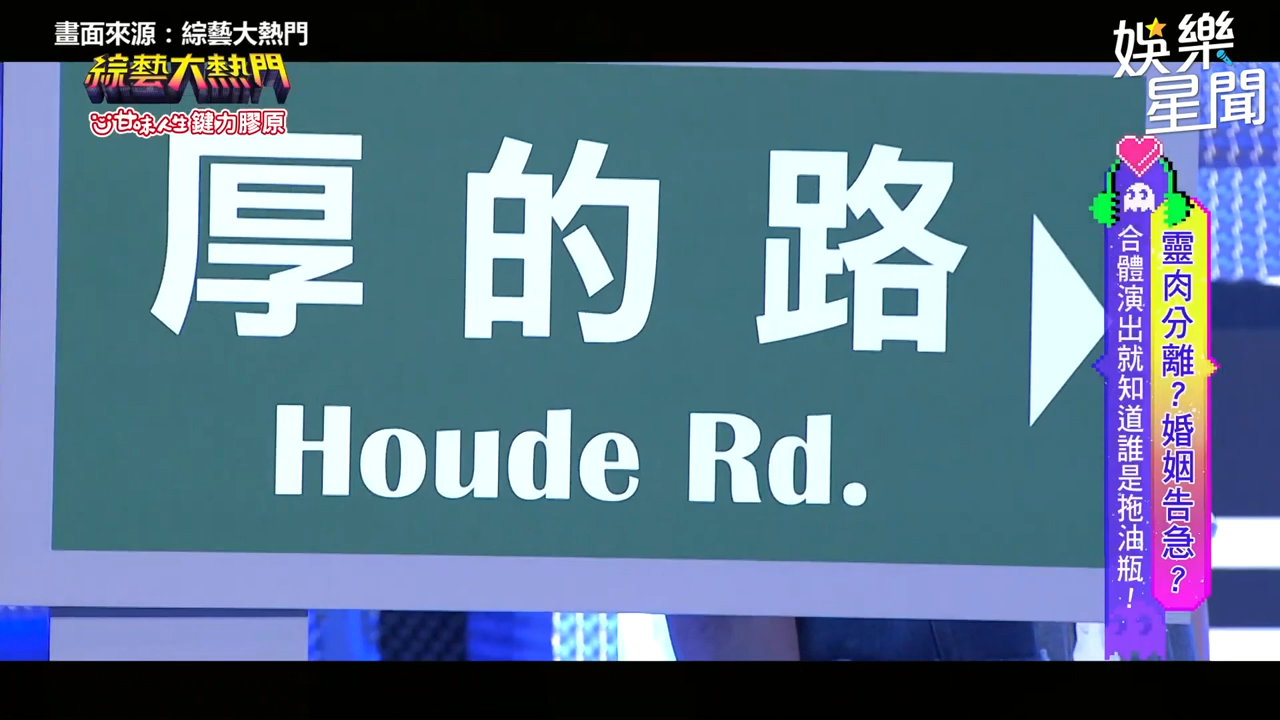 畫面來源：綜藝大熱門
綜藝大熱門
甘味人生鍵力膠原
娛樂
星聞
厚的路
Houde Rd.
靈肉分離？婚姻告急？
合體演出就知道誰是拖油瓶！